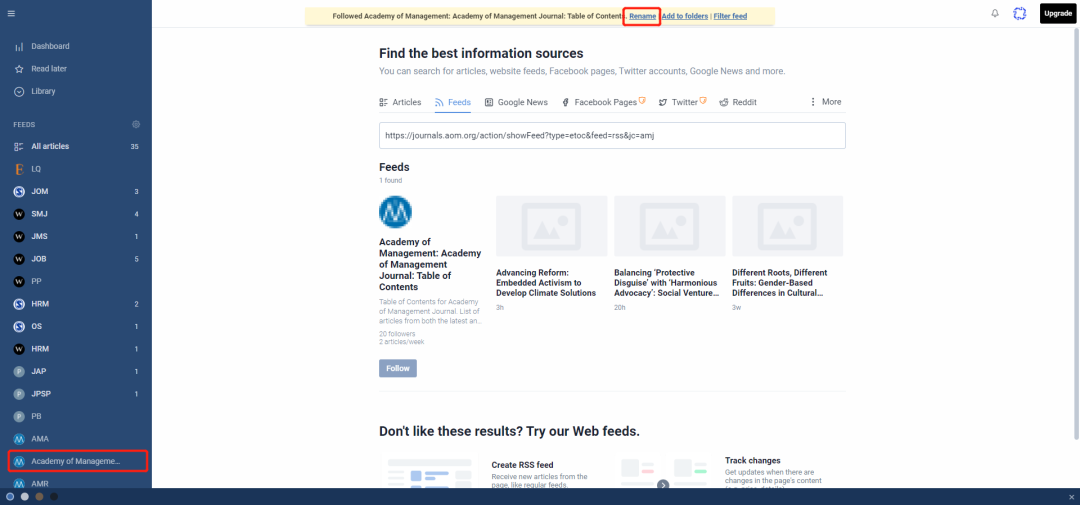 Followed Academy of Management: Academy of Management Journal: Table of Contents. Rename | Add to folders | Filter feed
Upgrade
Dashboard
Read later
Library
FEEDS
All articles 35
LQ
JOM 3
SMJ 4
JMS 1
JOB 5
PP
HRM 2
OS 1
HRM 1
JAP 1
JPSP 1
PB
AMA
Academy of Manageme...
AMR
Find the best information sources
You can search for articles, website feeds, Facebook pages, Twitter accounts, Google News and more.
Articles Feeds Google News Facebook Pages Twitter Reddit More
https://journals.aom.org/action/showFeed?type=etoc&feed=rss&jc=amj
Feeds
1 found
Academy of
Management: Academy
of Management
Journal: Table of
Contents
Table of Contents for Academy
of Management Journal. List of
articles from both the latest an...
20 followers
2 articles/week
Follow
Advancing Reform:
Embedded Activism to
Develop Climate Solutions
3h
Balancing ‘Protective
Disguise’ with ‘Harmonious
Advocacy’: Social Venture...
20h
Different Roots, Different
Fruits: Gender-Based
Differences in Cultural...
3w
Don't like these results? Try our Web feeds.
Create RSS feed
Receive new articles from the
page, like regular feeds.
Track changes
Get updates when there are
changes in the page's content